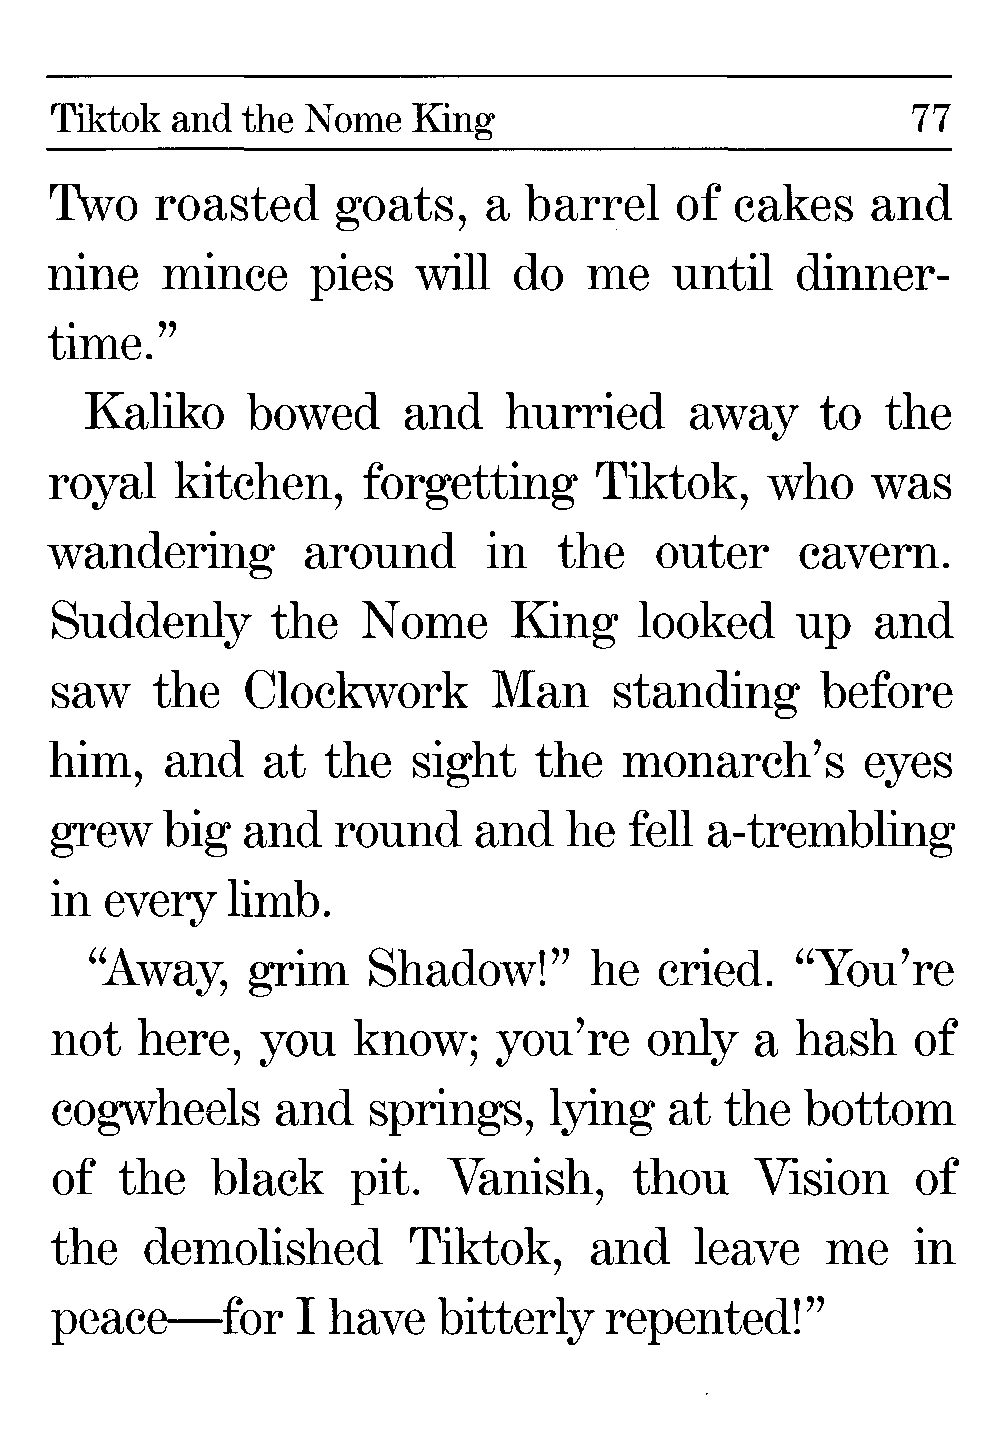 Tiktok and the Nome King 77
Two roasted goats, a barrel of cakes and
nine mince pies will do me until dinner-
time.”
Kaliko bowed and hurried away to the
royal kitchen, forgetting Tiktok, who was
wandering around in the outer cavern.
Suddenly the Nome King looked up and
saw the Clockwork Man standing before
him, and at the sight the monarch’s eyes
grew big and round and he fell a-trembling
in every limb.
“Away, grim Shadow!” he cried. “You’re
not here, you know; you’re only a hash of
cogwheels and springs, lying at the bottom
of the black pit. Vanish, thou Vision of
the demolished Tiktok, and leave me in
peace—for I have bitterly repented!”